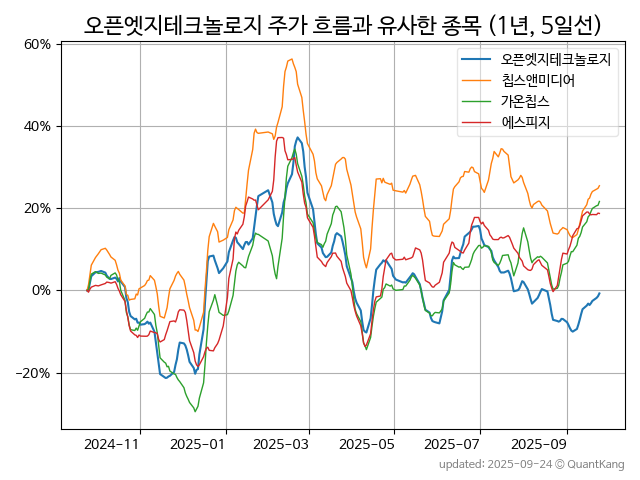 오픈엣지테크놀로지 주가 흐름과 유사한 종목 (1년, 5일선)
60%
40%
20%
0%
−20%
오픈엣지테크놀로지
칩스앤미디어
가온칩스
에스피지
2024-11 2025-01 2025-03 2025-05 2025-07 2025-09
updated: 2025-09-24 © QuantKang